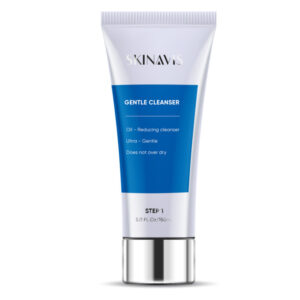 SKINAVIS
GENTLE CLEANSER
Oil - Reducing cleanser
Ultra - Gentle
Does not over dry
STEP 1